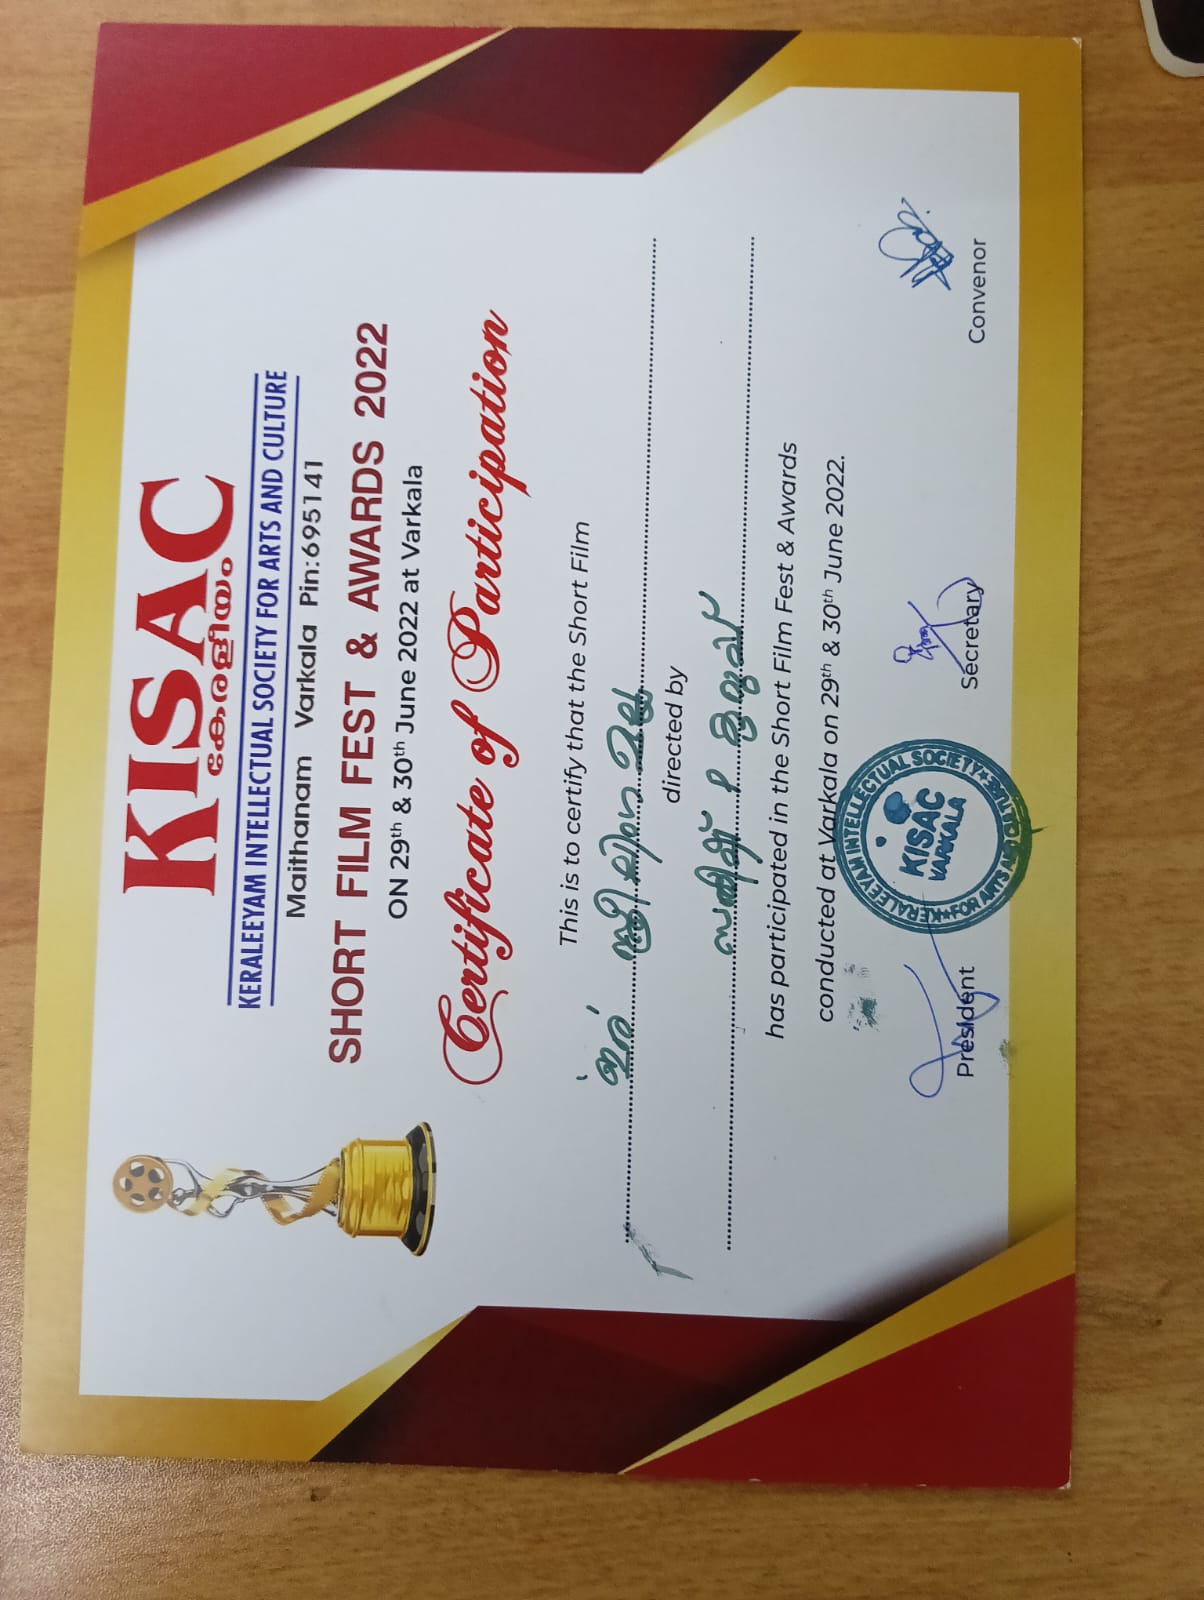 KISAC
കേരളീയം
KERALEEYAM INTELLECTUAL SOCIETY FOR ARTS AND CULTURE
Maithanam Varkala Pin:695141
SHORT FILM FEST & AWARDS 2022
ON 29th & 30th June 2022 at Varkala
Certificate of Participation
This is to certify that the Short Film
directed by
has participated in the Short Film Fest & Awards
conducted at Varkala on 29th & 30th June 2022.
KERALEEYAM INTELLECTUAL SOCIETY
FOR ARTS AND CULTURE
KISAC
VARKALA
President
Secretary
Convenor